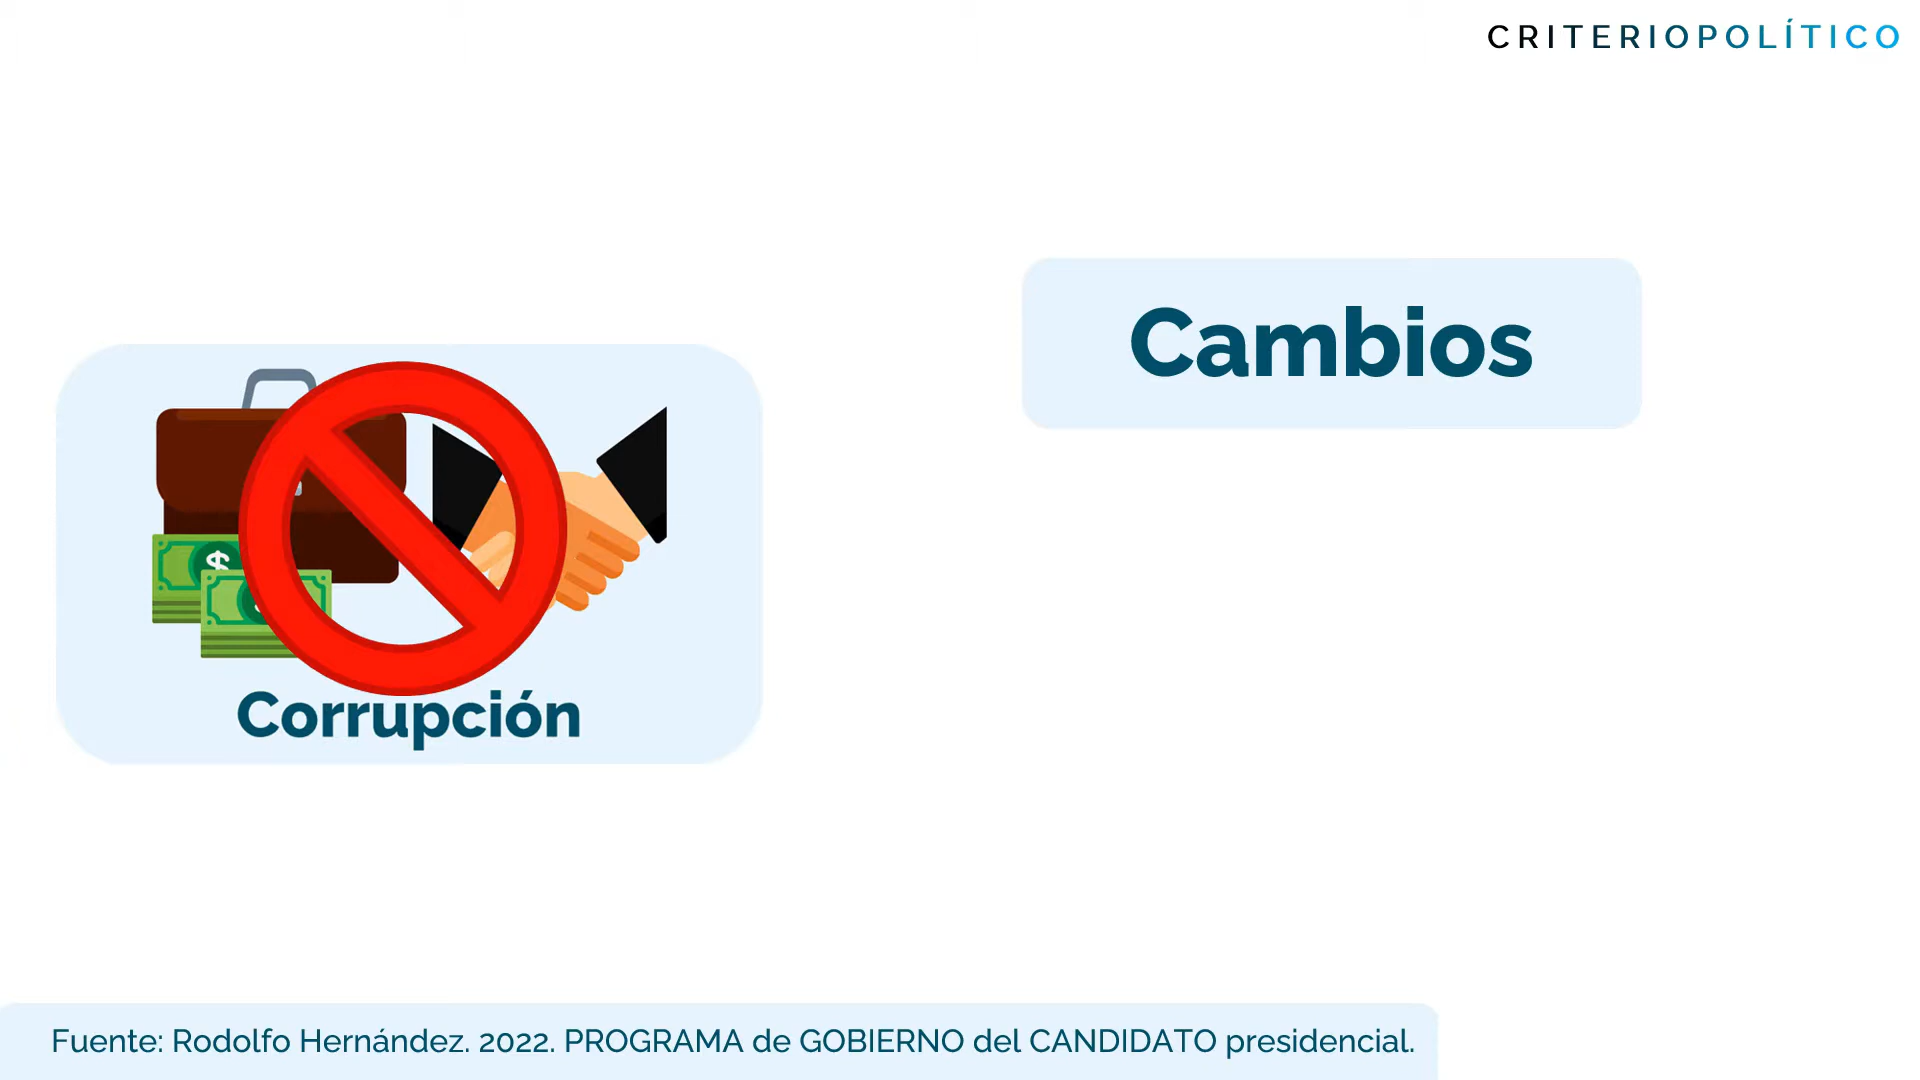 CRITERIOPOLÍTICO
Cambios
$
Corrupción
Fuente: Rodolfo Hernández. 2022. PROGRAMA de GOBIERNO del CANDIDATO presidencial.